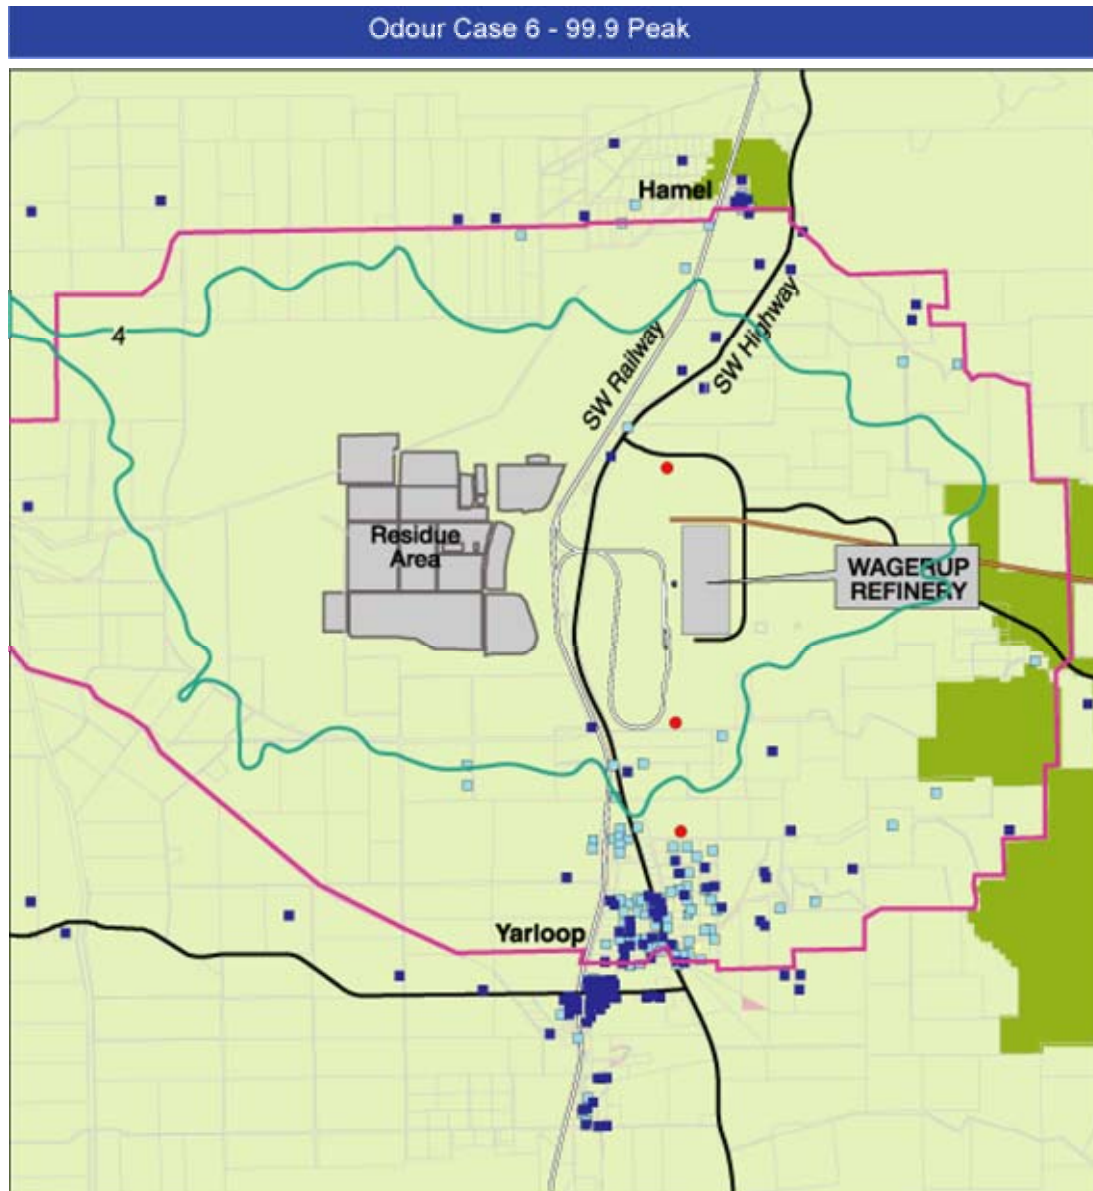 Odour Case 6 - 99.9 Peak
Hamel
4
SW Railway
SW Highway
Residue
Area
WAGERUP
REFINERY
Yarloop